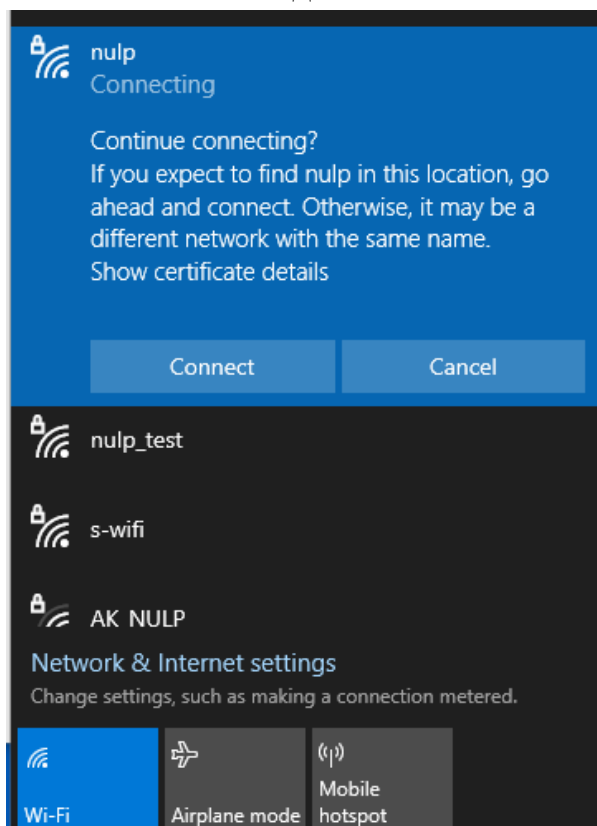 nulp
Connecting
Continue connecting?
If you expect to find nulp in this location, go
ahead and connect. Otherwise, it may be a
different network with the same name.
Show certificate details
Connect
Cancel
nulp_test
s-wifi
AK NULP
Network & Internet settings
Change settings, such as making a connection metered.
Wi-Fi
Airplane mode
Mobile
hotspot